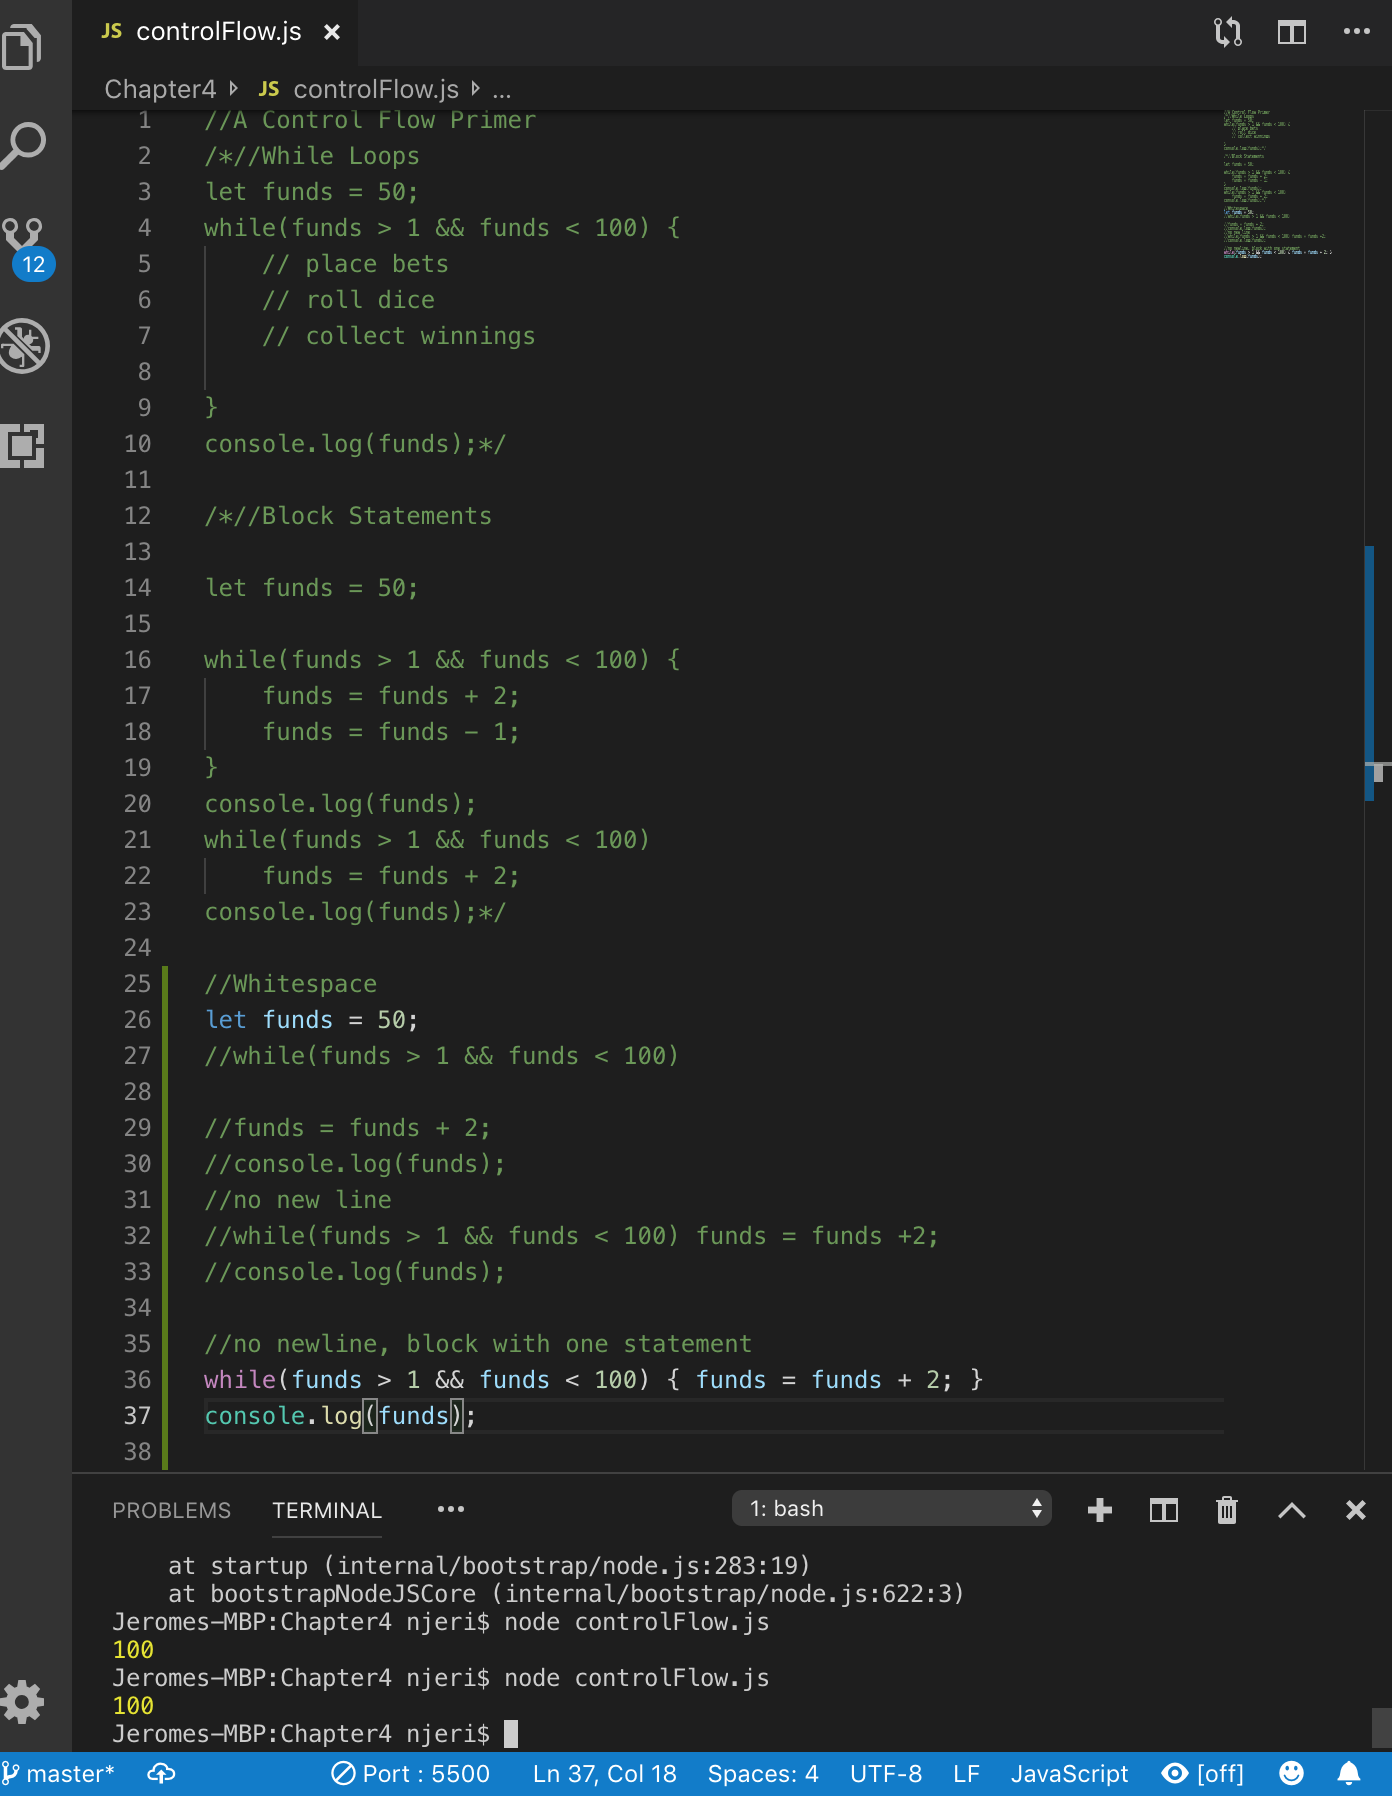 JS controlFlow.js ×
Chapter4 JS controlFlow.js ...
1 //A Control Flow Primer
2 /*//While Loops
3 let funds = 50;
4 while(funds > 1 && funds < 100) {
5     // place bets
6     // roll dice
7     // collect winnings
8
9 }
10 console.log(funds);*/
11
12 /*//Block Statements
13
14 let funds = 50;
15
16 while(funds > 1 && funds < 100) {
17     funds = funds + 2;
18     funds = funds - 1;
19 }
20 console.log(funds);
21 while(funds > 1 && funds < 100)
22     funds = funds + 2;
23 console.log(funds);*/
24
25 //Whitespace
26 let funds = 50;
27 //while(funds > 1 && funds < 100)
28
29 //funds = funds + 2;
30 //console.log(funds);
31 //no new line
32 //while(funds > 1 && funds < 100) funds = funds +2;
33 //console.log(funds);
34
35 //no newline, block with one statement
36 while(funds > 1 && funds < 100) { funds = funds + 2; }
37 console.log(funds);
38
12
PROBLEMS TERMINAL ... 1: bash
at startup (internal/bootstrap/node.js:283:19)
at bootstrapNodeJSCore (internal/bootstrap/node.js:622:3)
Jeromes-MBP:Chapter4 njeri$ node controlFlow.js
100
Jeromes-MBP:Chapter4 njeri$ node controlFlow.js
100
Jeromes-MBP:Chapter4 njeri$
master* Port : 5500 Ln 37, Col 18 Spaces: 4 UTF-8 LF JavaScript [off]